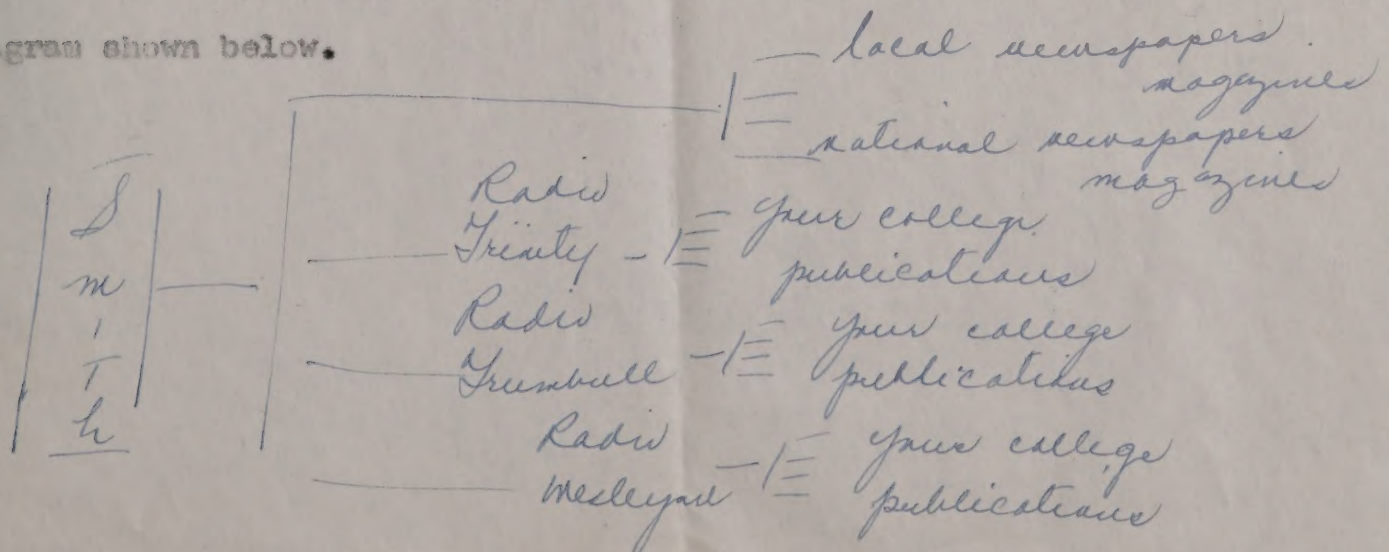 gram shown below.
local newspapers.
magazines
national newspapers
magazines
SmiTh
Radio
Trinity
your college
publications
Radio
Trumbull
your college
publications
Radio
Wesleyan
your college
publications